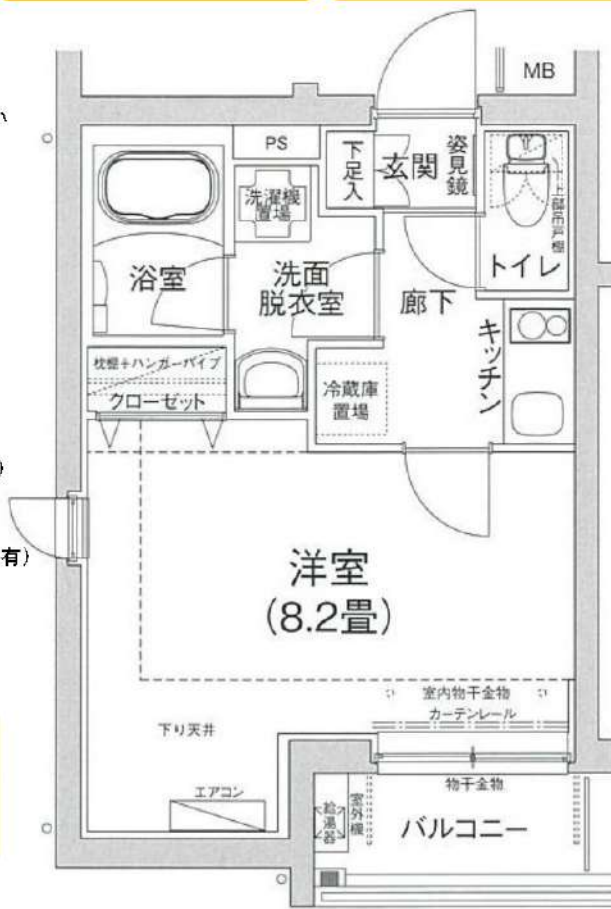 MB
PS
下足入
玄関
姿見鏡
上部吊戸棚
トイレ
洗濯機
置場
浴室
洗面
脱衣室
廊下
キッチン
枕棚+ハンガーパイプ
クローゼット
冷蔵庫
置場
有)
洋室
(8.2畳)
室内物干金物
カーテンレール
下り天井
エアコン
物干金物
給湯器
室外機
バルコニー